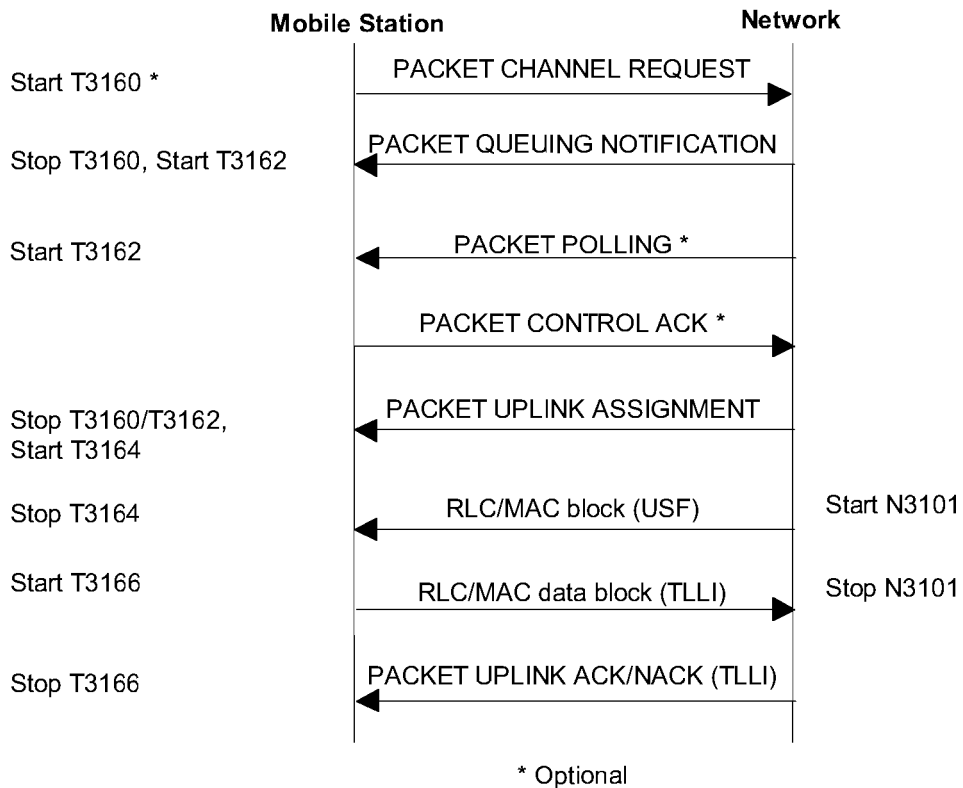 Mobile Station
Network
Start T3160 *
PACKET CHANNEL REQUEST
PACKET QUEUING NOTIFICATION
Stop T3160, Start T3162
Start T3162
PACKET POLLING *
PACKET CONTROL ACK *
Stop T3160/T3162,
Start T3164
PACKET UPLINK ASSIGNMENT
Stop T3164
RLC/MAC block (USF)
Start N3101
Start T3166
RLC/MAC data block (TLLI)
Stop N3101
Stop T3166
PACKET UPLINK ACK/NACK (TLLI)
* Optional